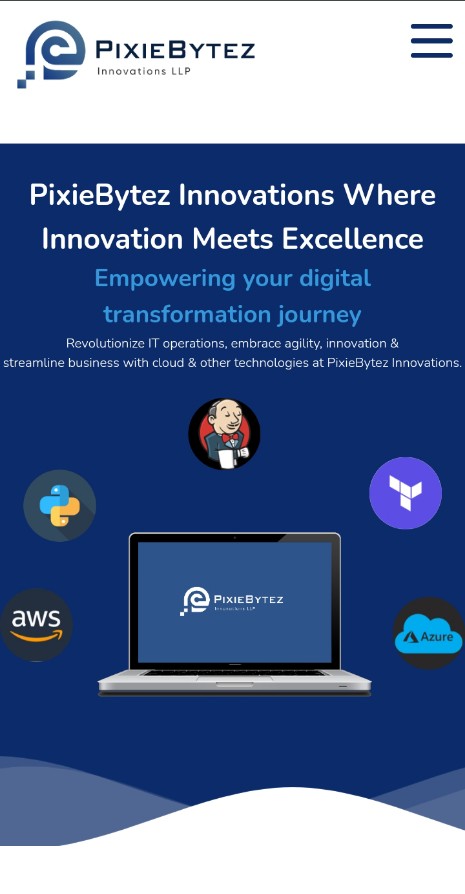 PIXIEBYTEZ
Innovations LLP
PixieBytez Innovations Where
Innovation Meets Excellence
Empowering your digital
transformation journey
Revolutionize IT operations, embrace agility, innovation &
streamline business with cloud & other technologies at PixieBytez Innovations.
PIXIEBYTEZ
Innovations LLP
aws
Azure